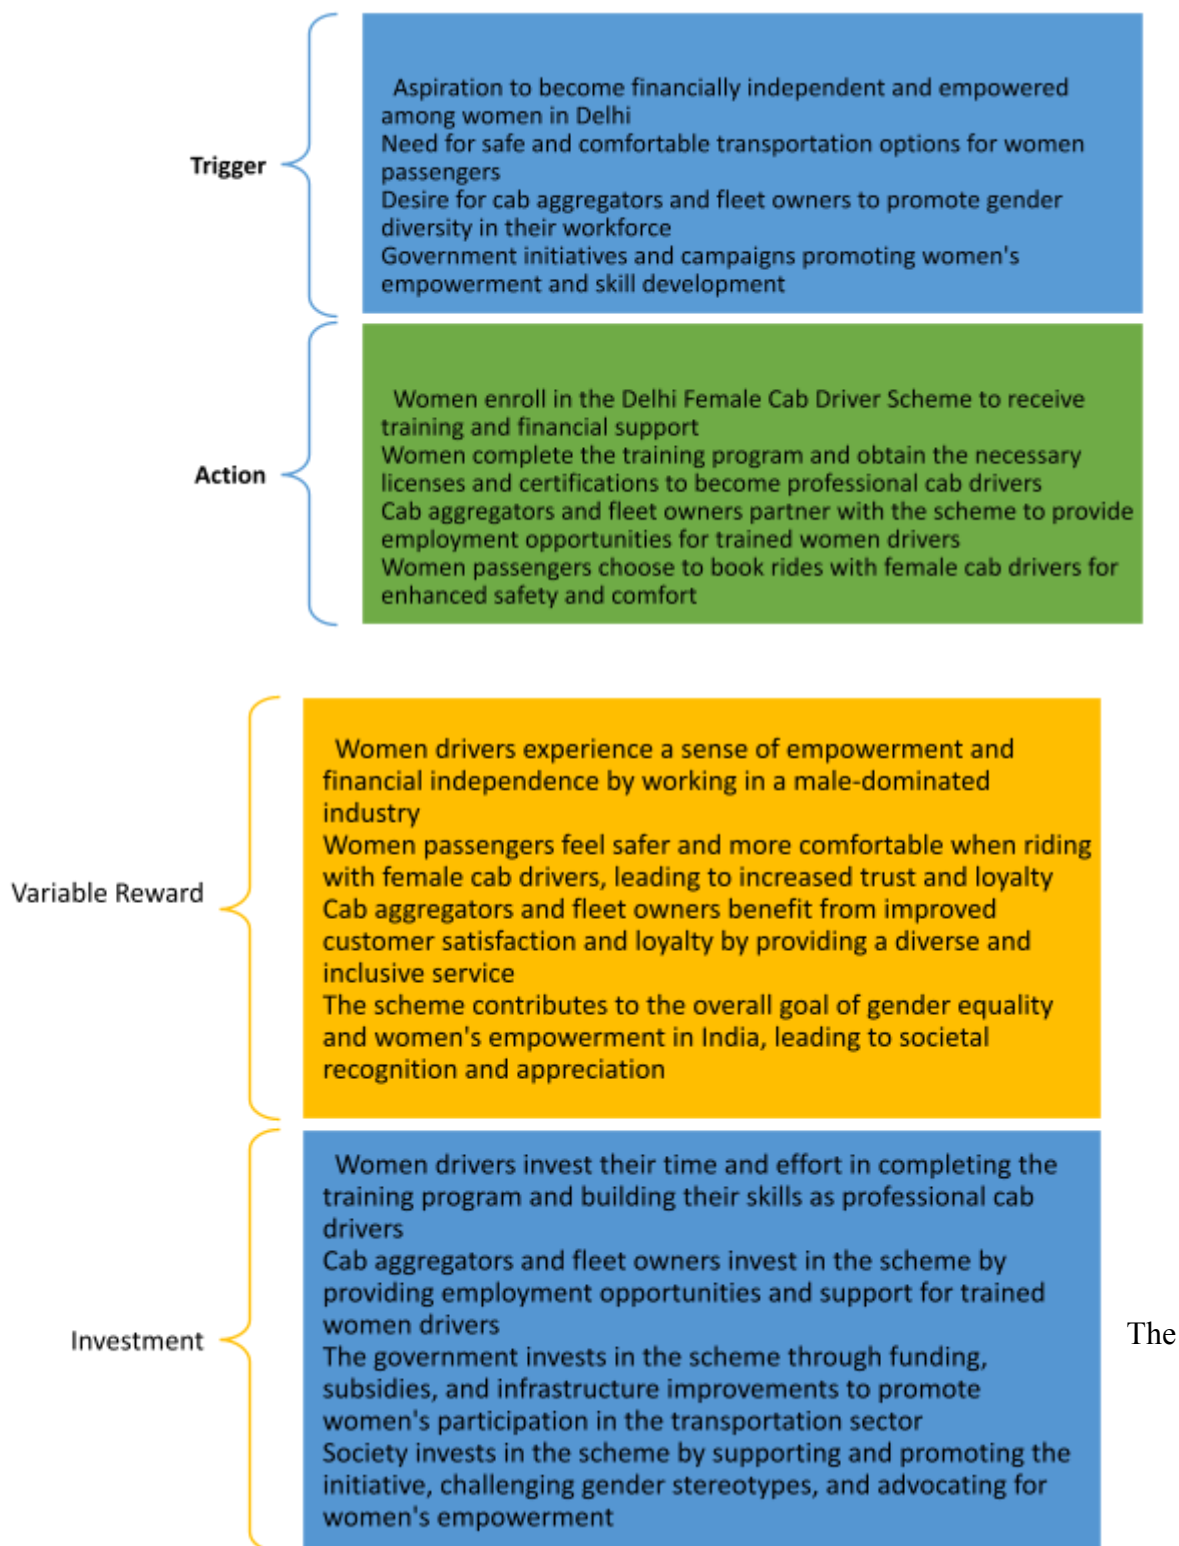 Trigger
Aspiration to become financially independent and empowered
among women in Delhi
Need for safe and comfortable transportation options for women
passengers
Desire for cab aggregators and fleet owners to promote gender
diversity in their workforce
Government initiatives and campaigns promoting women's
empowerment and skill development
Action
Women enroll in the Delhi Female Cab Driver Scheme to receive
training and financial support
Women complete the training program and obtain the necessary
licenses and certifications to become professional cab drivers
Cab aggregators and fleet owners partner with the scheme to provide
employment opportunities for trained women drivers
Women passengers choose to book rides with female cab drivers for
enhanced safety and comfort
Variable Reward
Women drivers experience a sense of empowerment and
financial independence by working in a male-dominated
industry
Women passengers feel safer and more comfortable when riding
with female cab drivers, leading to increased trust and loyalty
Cab aggregators and fleet owners benefit from improved
customer satisfaction and loyalty by providing a diverse and
inclusive service
The scheme contributes to the overall goal of gender equality
and women's empowerment in India, leading to societal
recognition and appreciation
Investment
Women drivers invest their time and effort in completing the
training program and building their skills as professional cab
drivers
Cab aggregators and fleet owners invest in the scheme by
providing employment opportunities and support for trained
women drivers
The government invests in the scheme through funding,
subsidies, and infrastructure improvements to promote
women's participation in the transportation sector
Society invests in the scheme by supporting and promoting the
initiative, challenging gender stereotypes, and advocating for
women's empowerment
The